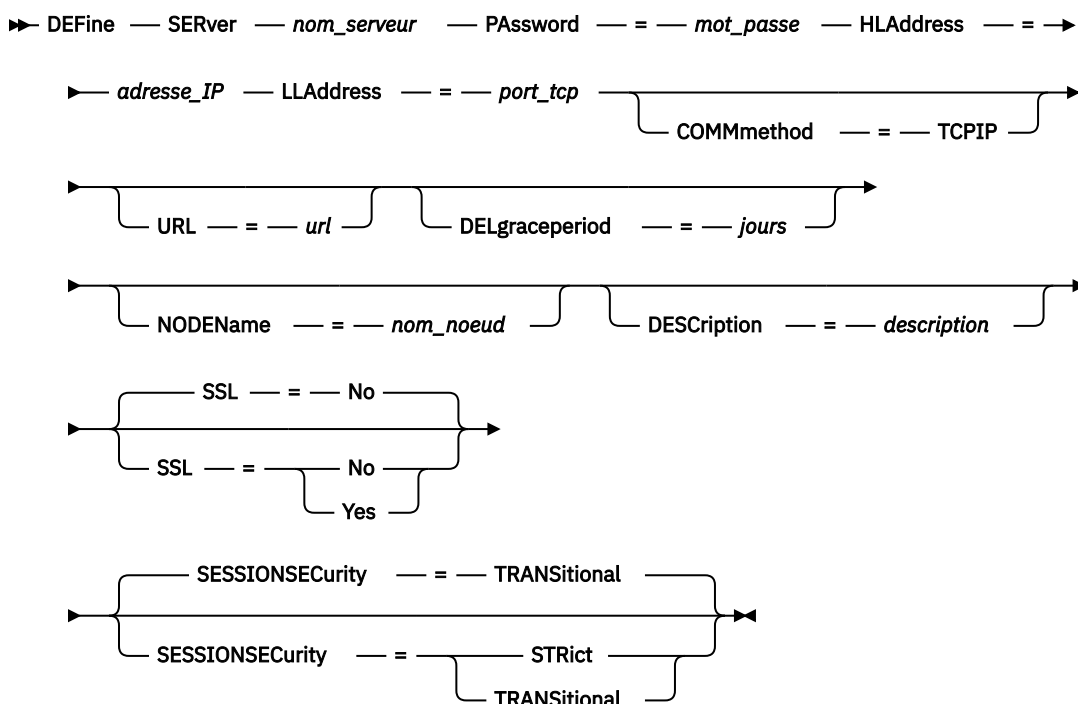 DEFine SERver nom_serveur PAssword = mot_passe HLAddress =
adresse_IP LLAddress = port_tcp
COMMmethod = TCPIP
URL = url DELgraceperiod = jours
NODEName = nom_noeud DESCription = description
SSL = No
SSL = No
Yes
SESSIONSECurity = TRANSitional
SESSIONSECurity = STRict
TRANSitional